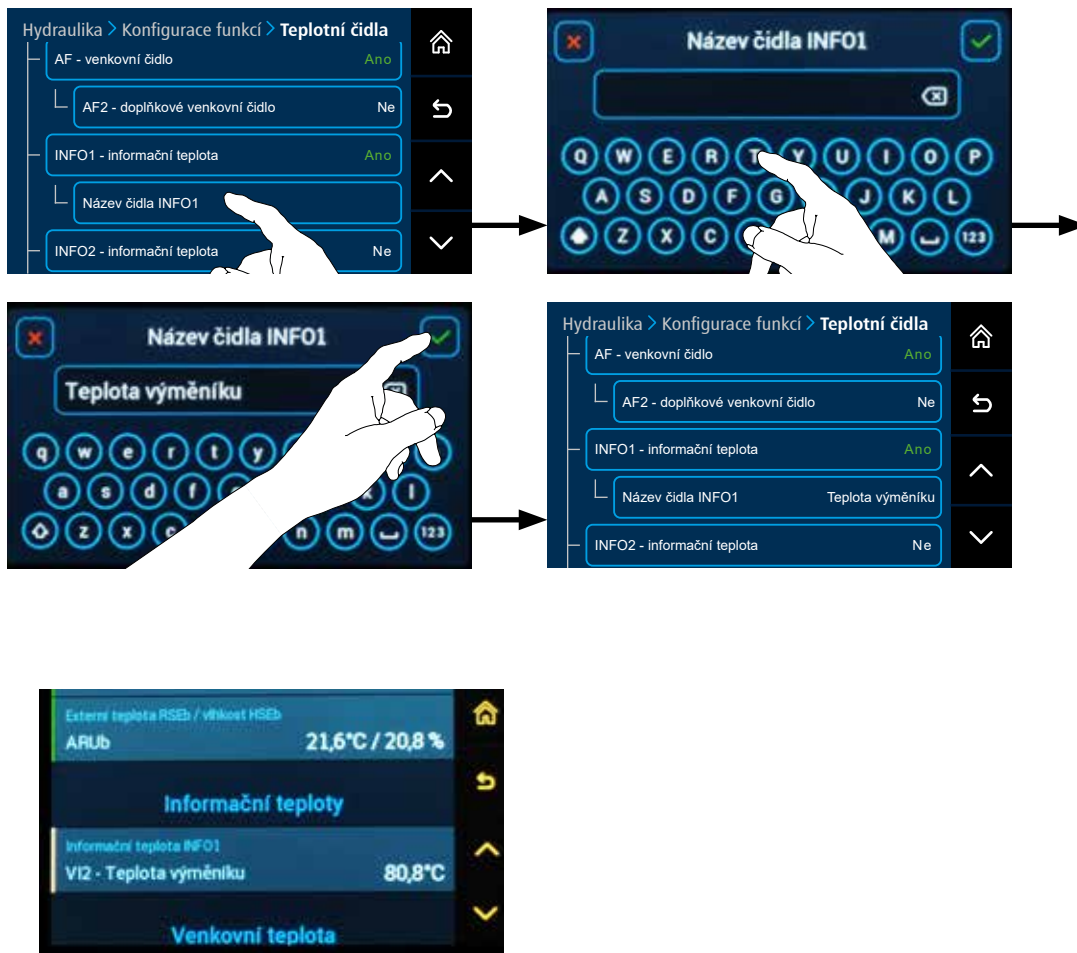 Hydraulika > Konfigurace funkcí > Teplotní čidla
AF - venkovní čidlo Ano
AF2 - doplňkové venkovní čidlo Ne
INFO1 - informační teplota Ano
Název čidla INFO1
INFO2 - informační teplota Ne
Název čidla INFO1
Q W E R T Y U I O P
A S D F G J K L
Z X C M 123
Název čidla INFO1
Teplota výměníku
q w e r t y
a s d f l
z x c n m 123
Hydraulika > Konfigurace funkcí > Teplotní čidla
AF - venkovní čidlo Ano
AF2 - doplňkové venkovní čidlo Ne
INFO1 - informační teplota Ano
Název čidla INFO1 Teplota výměníku
INFO2 - informační teplota Ne
Externí teplota RSEb / vlhkost HSEb
ARUb 21,6°C / 20,8 %
Informační teploty
Informační teplota INFO1
VI2 - Teplota výměníku 80,8°C
Venkovní teplota